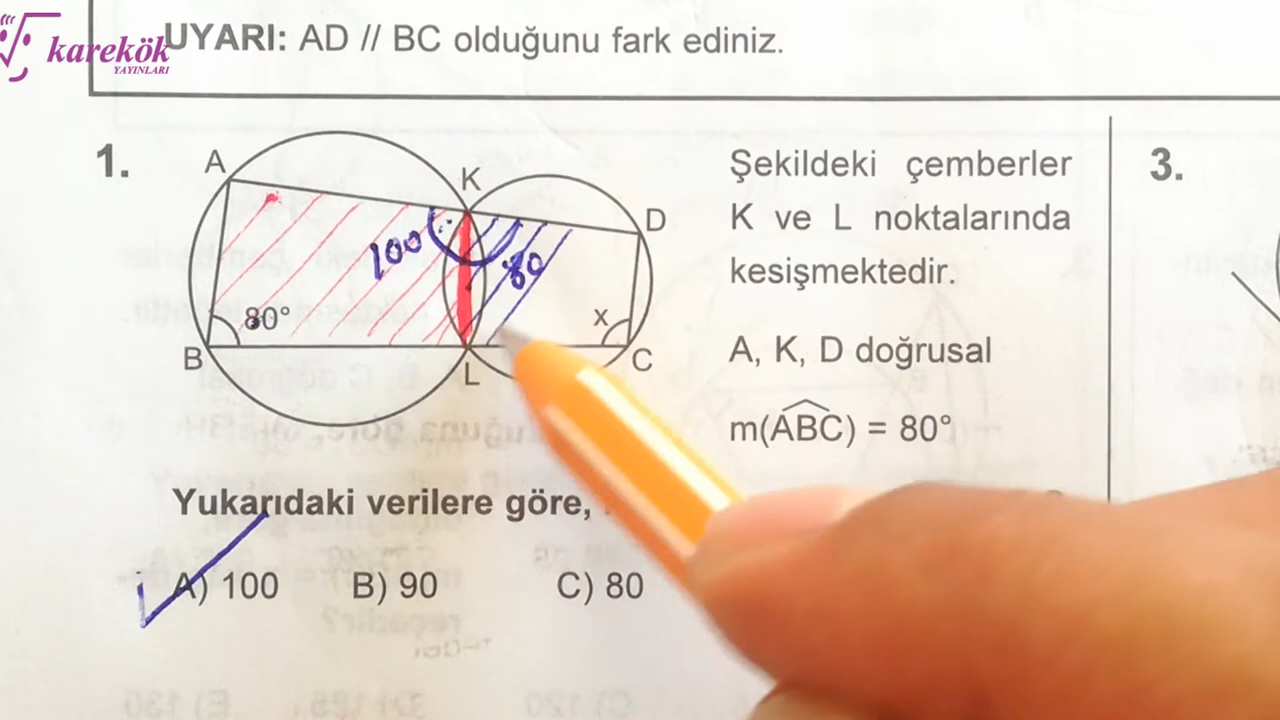 karekök
YAYINLARI
UYARI: AD // BC olduğunu fark ediniz.
1.
A
K
D
100
80
80°
x
B
L
C
Şekildeki çemberler
K ve L noktalarında
kesişmektedir.
A, K, D doğrusal
m(ABC) = 80°
Yukarıdaki verilere göre,
A) 100 B) 90 C) 80
3.